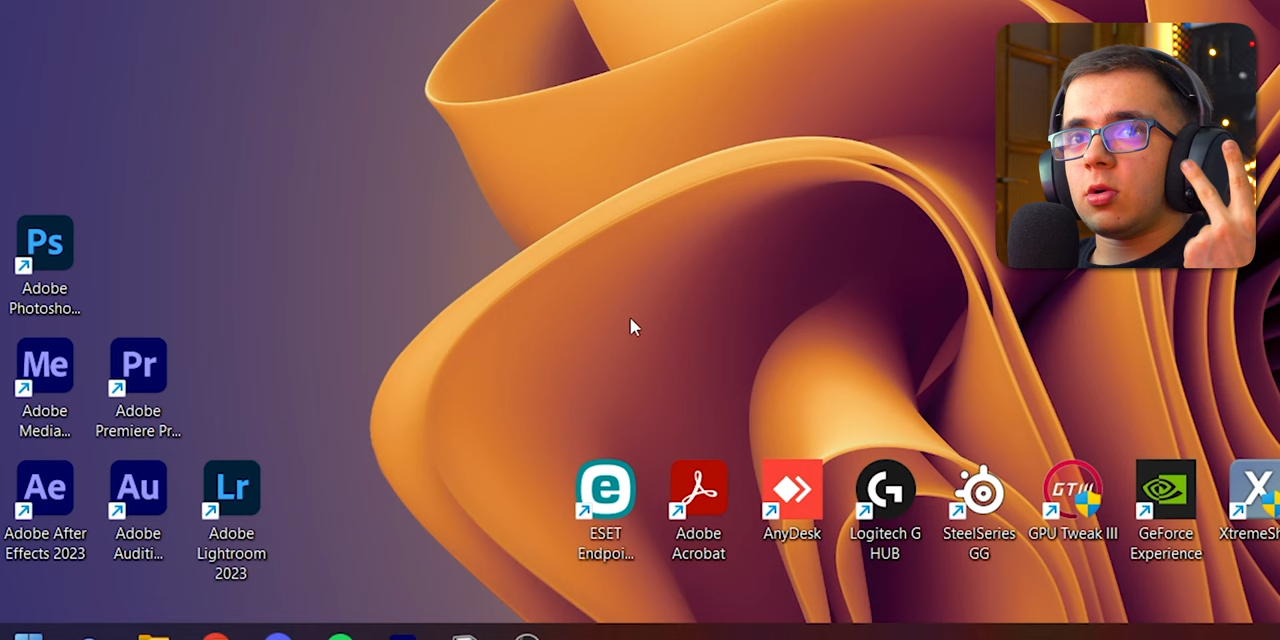 Ps
Adobe
Photosho...
Me
Pr
Adobe
Media...
Adobe
Premiere Pr...
Ae
Au
Lr
Adobe After
Effects 2023
Adobe
Auditi...
Adobe
Lightroom
2023
e
ESET
Endpoi...
Adobe
Acrobat
AnyDesk
G
Logitech G
HUB
SteelSeries
GG
GTIII
GPU Tweak III
GeForce
Experience
X
XtremeSh